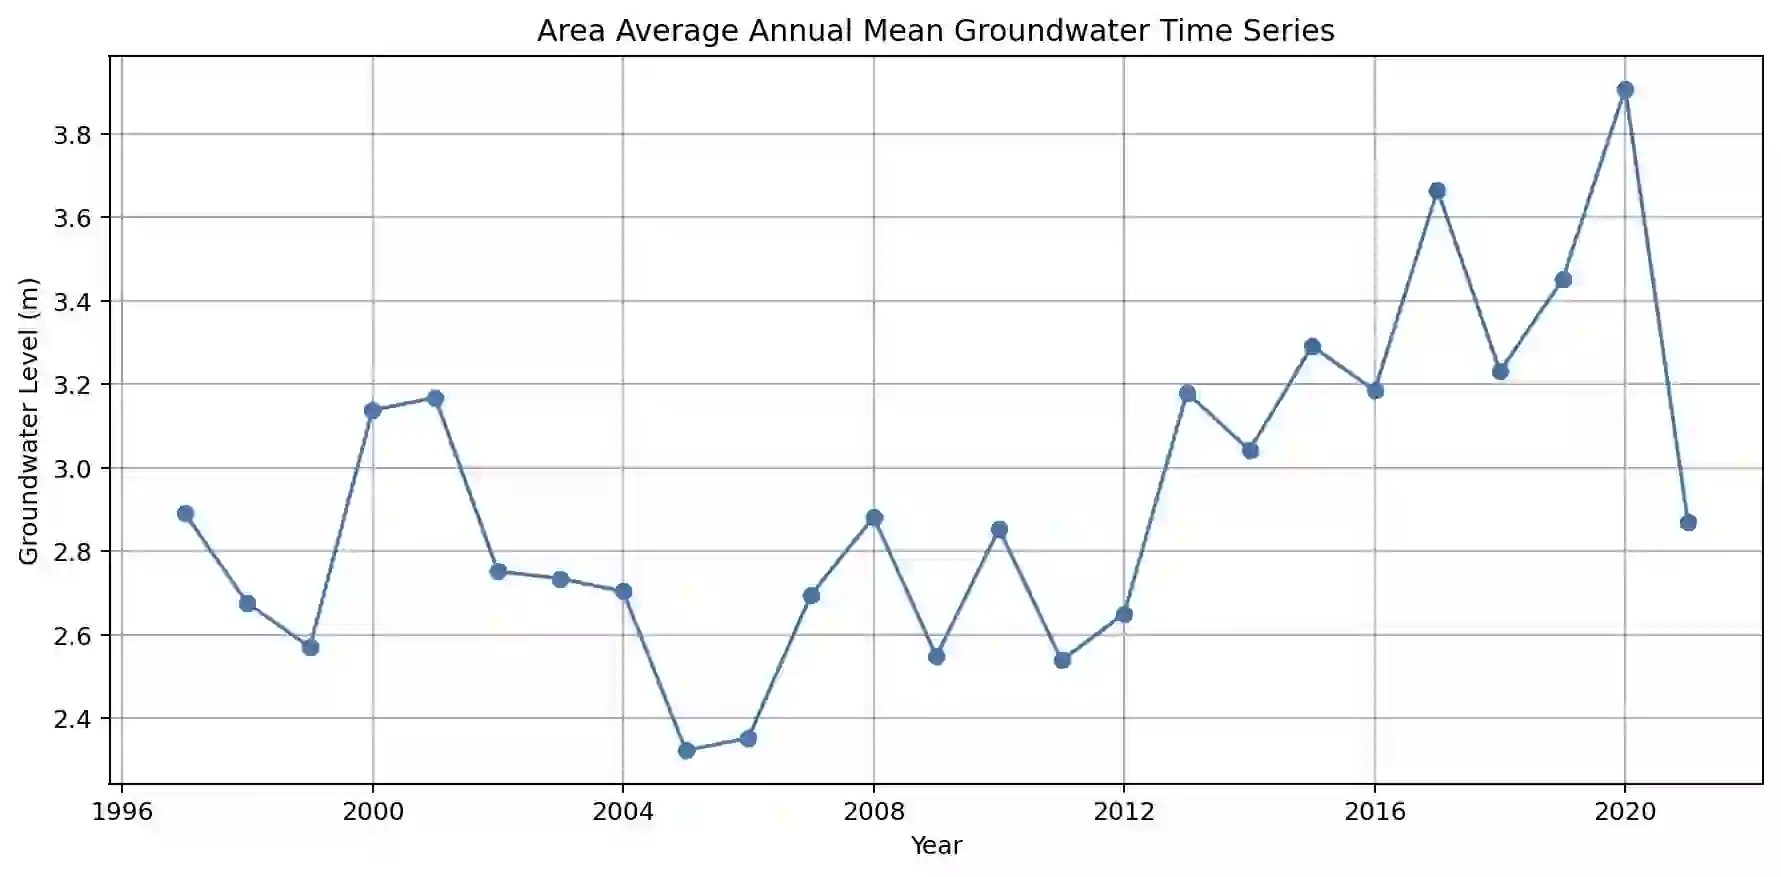 Area Average Annual Mean Groundwater Time Series
Groundwater Level (m)
3.8
3.6
3.4
3.2
3.0
2.8
2.6
2.4
1996 2000 2004 2008 2012 2016 2020
Year